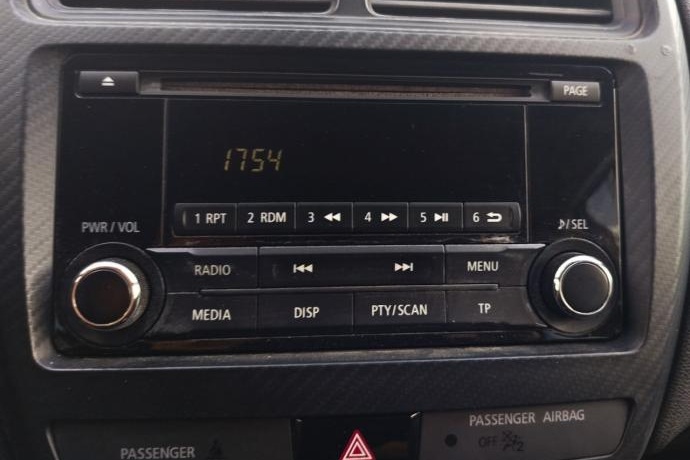 PAGE
1754
1 RPT 2 RDM 3 4 5 6
PWR / VOL
/SEL
RADIO MENU
MEDIA DISP PTY/SCAN TP
PASSENGER AIRBAG
OFF 2
PASSENGER